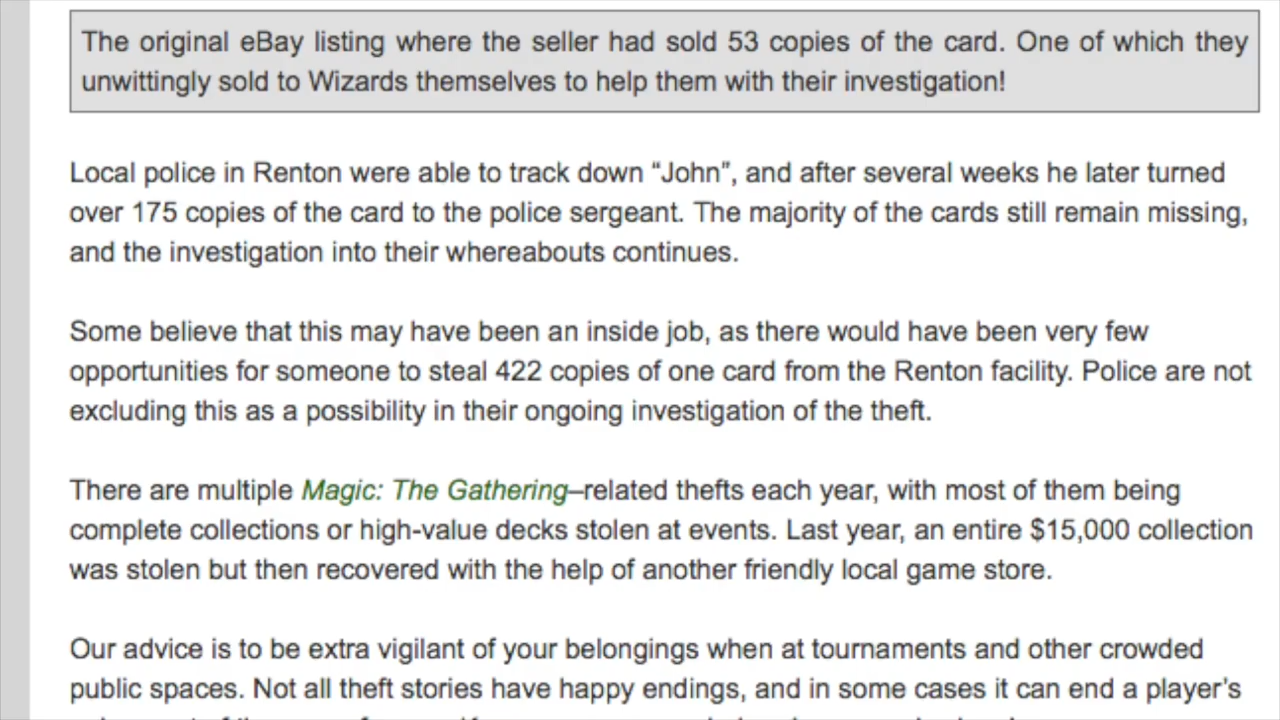 The original eBay listing where the seller had sold 53 copies of the card. One of which they
unwittingly sold to Wizards themselves to help them with their investigation!
Local police in Renton were able to track down “John”, and after several weeks he later turned
over 175 copies of the card to the police sergeant. The majority of the cards still remain missing,
and the investigation into their whereabouts continues.
Some believe that this may have been an inside job, as there would have been very few
opportunities for someone to steal 422 copies of one card from the Renton facility. Police are not
excluding this as a possibility in their ongoing investigation of the theft.
There are multiple Magic: The Gathering–related thefts each year, with most of them being
complete collections or high-value decks stolen at events. Last year, an entire $15,000 collection
was stolen but then recovered with the help of another friendly local game store.
Our advice is to be extra vigilant of your belongings when at tournaments and other crowded
public spaces. Not all theft stories have happy endings, and in some cases it can end a player’s